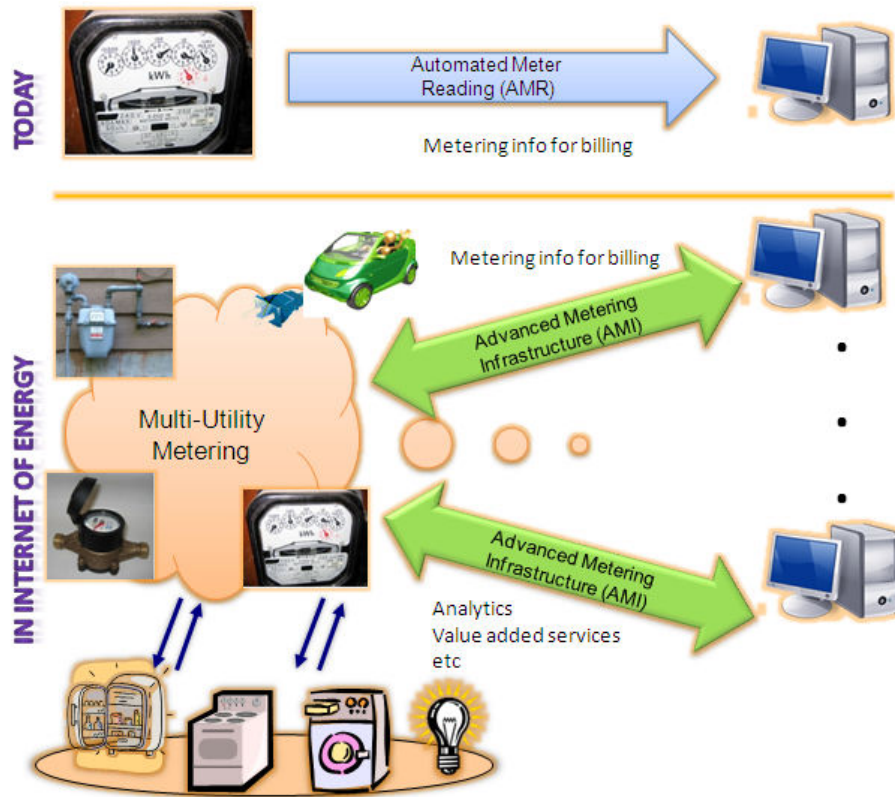 TODAY
kWh
Automated Meter
Reading (AMR)
Metering info for billing
IN INTERNET OF ENERGY
Metering info for billing
Advanced Metering
Infrastructure (AMI)
Multi-Utility
Metering
kWh
Advanced Metering
Infrastructure (AMI)
Analytics
Value added services
etc